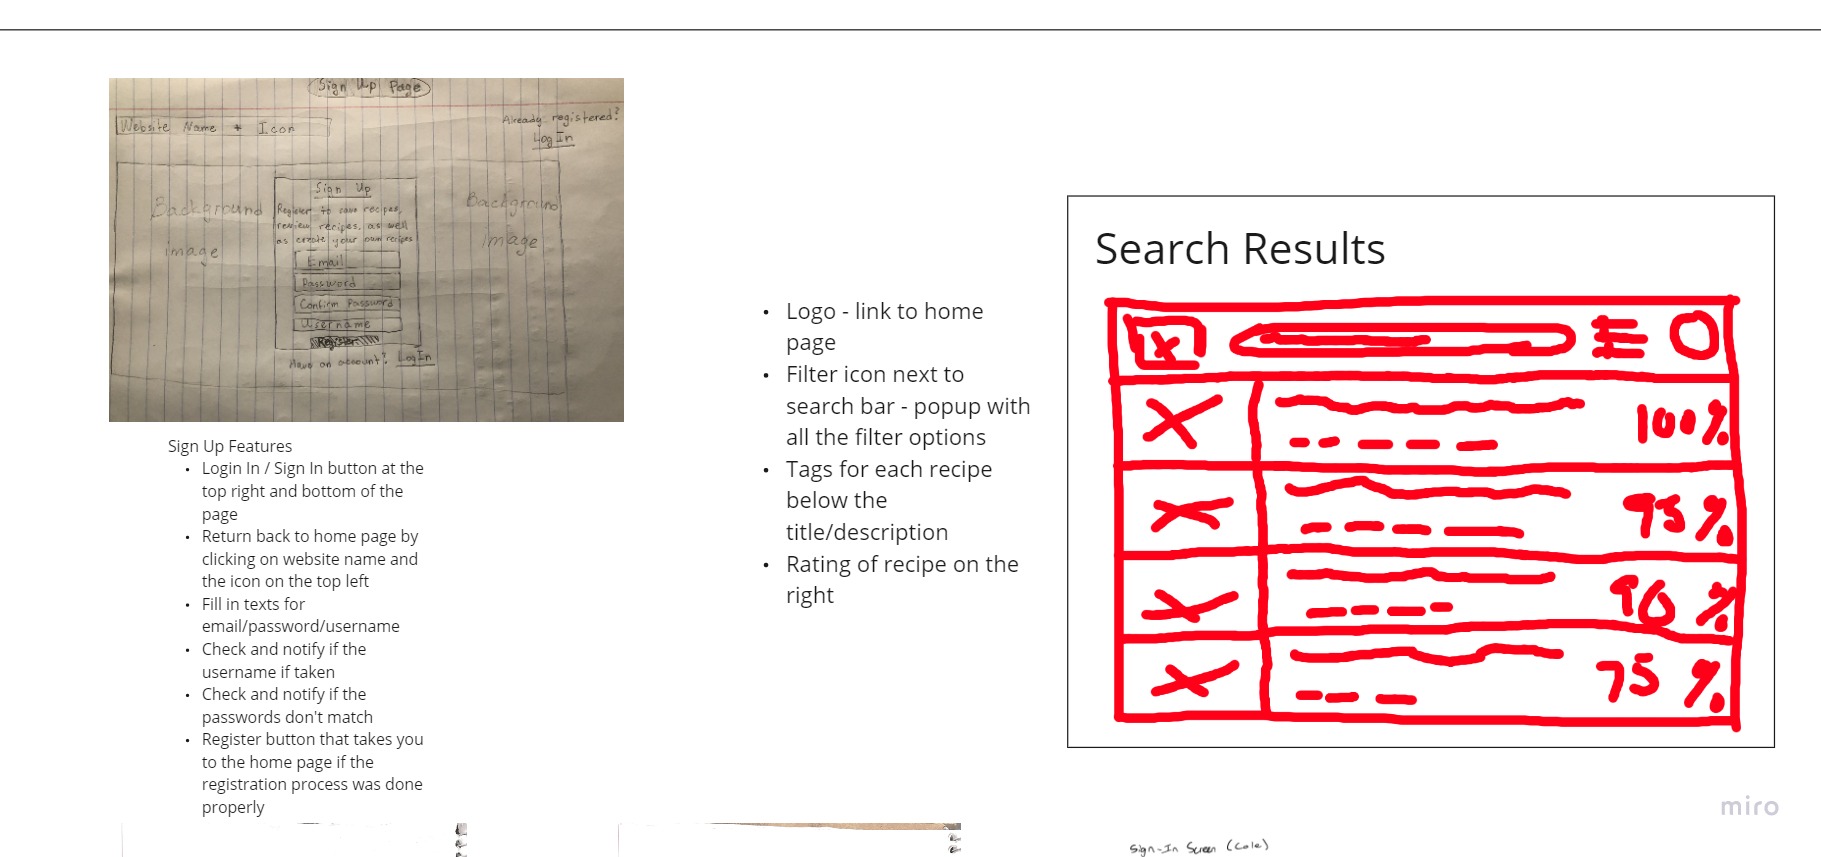 Sign Up Page
Website Name + Icon
Already registered?
Log In
Background
image
Sign Up
Register to save recipes,
review recipes, as well
as create your own recipes
Email
Password
Confirm Password
Username
Register
Have an account? Log In
Background
image
Sign Up Features
• Login In / Sign In button at the
top right and bottom of the
page
• Return back to home page by
clicking on website name and
the icon on the top left
• Fill in texts for
email/password/username
• Check and notify if the
username if taken
• Check and notify if the
passwords don't match
• Register button that takes you
to the home page if the
registration process was done
properly
• Logo - link to home
page
• Filter icon next to
search bar - popup with
all the filter options
• Tags for each recipe
below the
title/description
• Rating of recipe on the
right
Search Results
100%
95%
90%
75%
miro
Sign-In Screen (Cole)